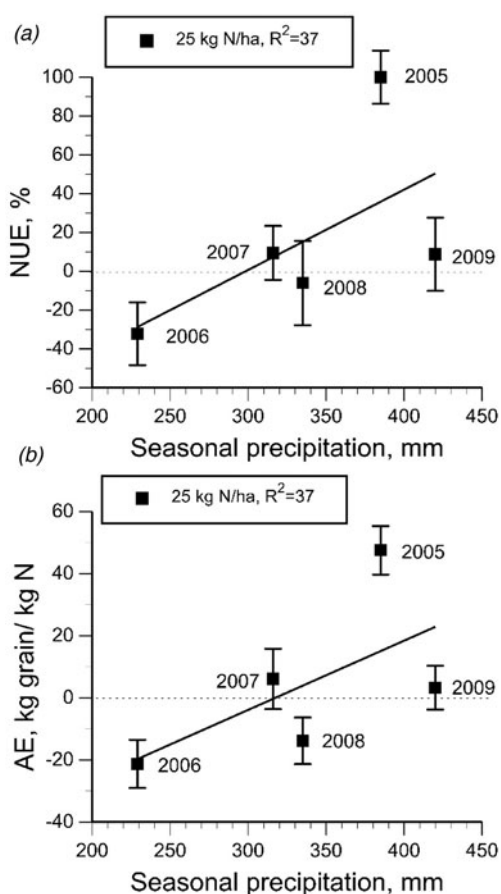 (a)
25 kg N/ha, R²=37
100
80
60
40
20
0
-20
-40
-60
NUE, %
2005
2007
2008
2009
2006
200 250 300 350 400 450
Seasonal precipitation, mm
(b)
25 kg N/ha, R²=37
60
40
20
0
-20
-40
AE, kg grain/ kg N
2005
2007
2009
2008
2006
200 250 300 350 400 450
Seasonal precipitation, mm